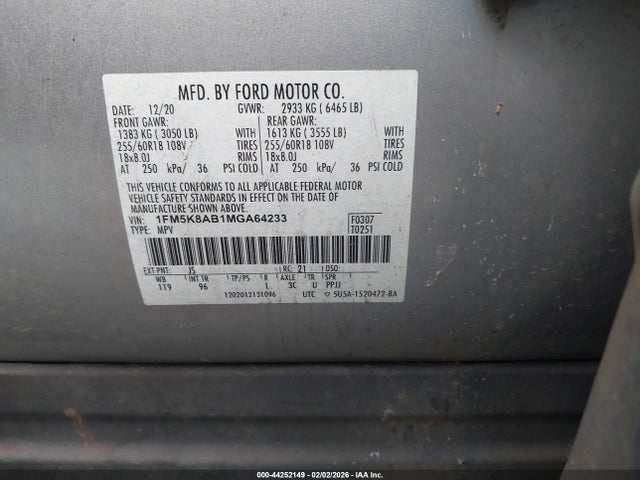 MFD. BY FORD MOTOR CO.
DATE: 12/20 GVWR: 2933 KG ( 6465 LB)
FRONT GAWR: REAR GAWR:
1383 KG ( 3050 LB) WITH 1613 KG ( 3555 LB) WITH
255/60R18 108V TIRES 255/60R18 108V TIRES
18x8.0J RIMS 18x8.0J RIMS
AT 250 kPa/ 36 PSI COLD AT 250 kPa/ 36 PSI COLD
THIS VEHICLE CONFORMS TO ALL APPLICABLE FEDERAL MOTOR
VEHICLE SAFETY STANDARDS IN EFFECT ON THE DATE OF
MANUFACTURE SHOWN ABOVE.
VIN: 1FM5K8AB1MGA64233 F0307
TYPE: MPV T0251
EXT PNT: JS RC: 21 DSO:
WB INT TR TP/PS R AXLE TR SPR
119 96 L 3C U PPJJ
1202012131096 UTC ▽ 5U5A-1520472-BA
000-44252149 - 02/02/2026 - IAA Inc.